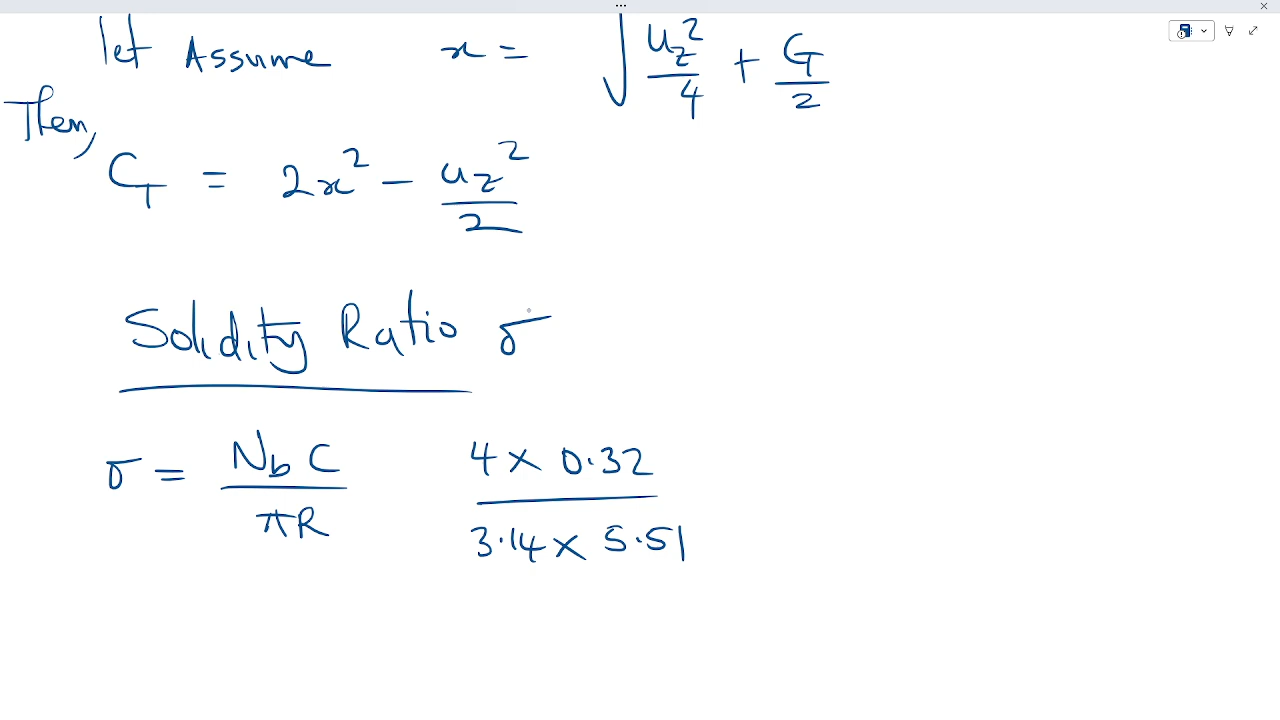 let Assume x = √ uz²/4 + CT/2
Then,
CT = 2x² − uz²/2
Solidity Ratio σ
σ = Nb C / πR    4 × 0.32 / 3.14 × 5.51